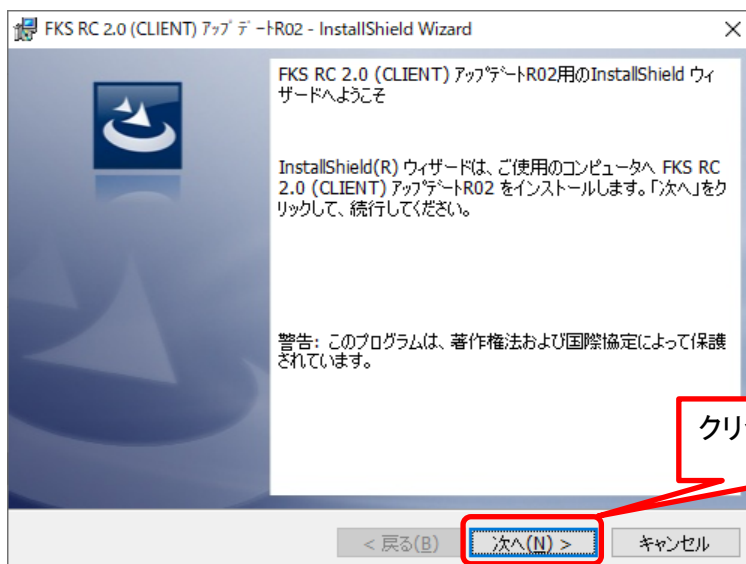 FKS RC 2.0 (CLIENT) ｱｯﾌﾟﾃﾞｰﾄR02 - InstallShield Wizard
FKS RC 2.0 (CLIENT) ｱｯﾌﾟﾃﾞｰﾄR02用のInstallShield ウィ
ザードへようこそ
InstallShield(R) ウィザードは、ご使用のコンピュータへ FKS RC
2.0 (CLIENT) ｱｯﾌﾟﾃﾞｰﾄR02 をインストールします。「次へ」をク
リックして、続行してください。
警告: このプログラムは、著作権法および国際協定によって保護
されています。
クリ
< 戻る(B)
次へ(N) >
キャンセル